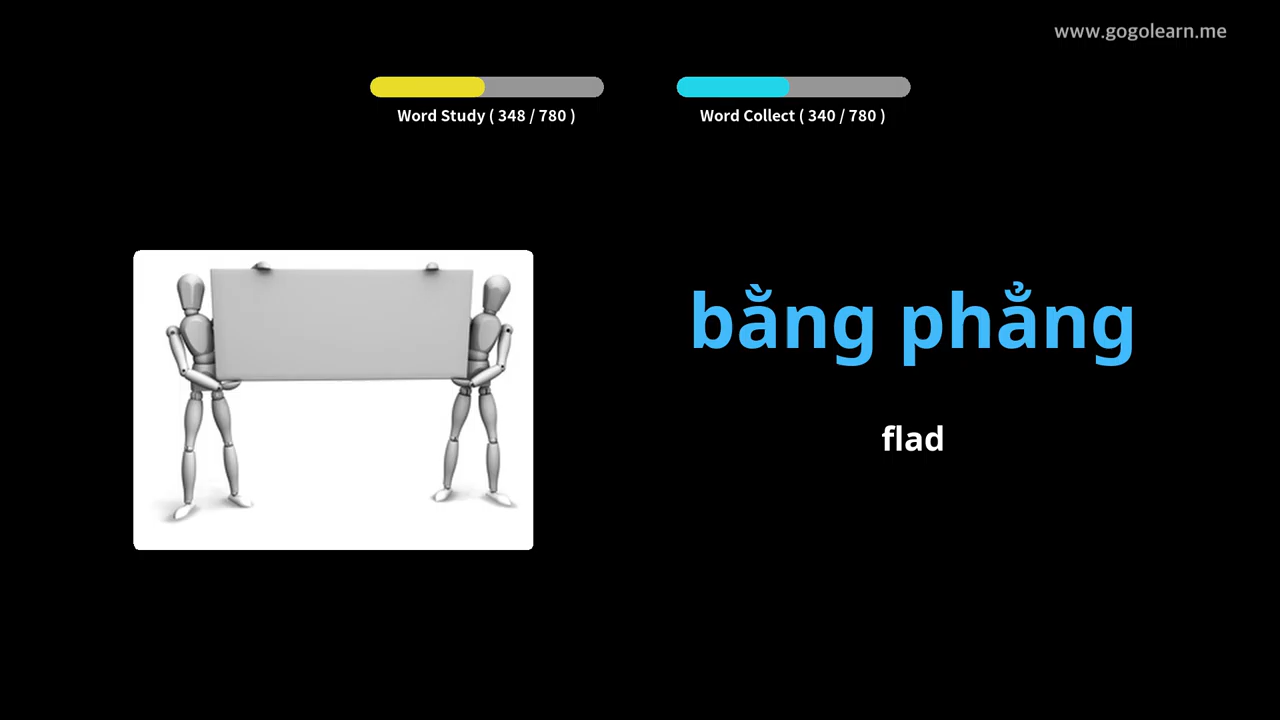 www.gogolearn.me
Word Study ( 348 / 780 )
Word Collect ( 340 / 780 )
bằng phẳng
flad